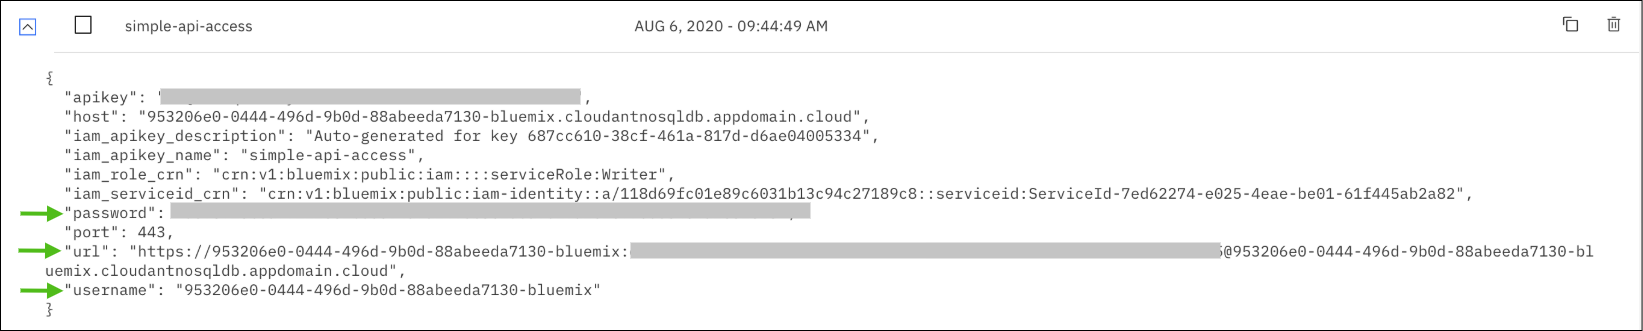 simple-api-access AUG 6, 2020 - 09:44:49 AM
{
"apikey": "
,
"host": "953206e0-0444-496d-9b0d-88abeeda7130-bluemix.cloudantnosqldb.appdomain.cloud",
"iam_apikey_description": "Auto-generated for key 687cc610-38cf-461a-817d-d6ae04005334",
"iam_apikey_name": "simple-api-access",
"iam_role_crn": "crn:v1:bluemix:public:iam::::serviceRole:Writer",
"iam_serviceid_crn": "crn:v1:bluemix:public:iam-identity::a/118d69fc01e89c6031b13c94c27189c8::serviceid:ServiceId-7ed62274-e025-4eae-be01-61f445ab2a82",
"password":
"port": 443,
"url": "https://953206e0-0444-496d-9b0d-88abeeda7130-bluemix: @953206e0-0444-496d-9b0d-88abeeda7130-bl
uemix.cloudantnosqldb.appdomain.cloud",
"username": "953206e0-0444-496d-9b0d-88abeeda7130-bluemix"
}